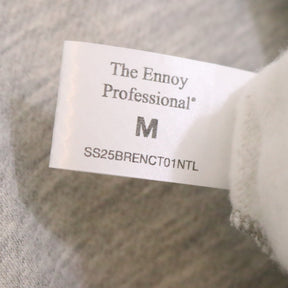 The Ennoy
Professional®
M
SS25BRENCT01NTL